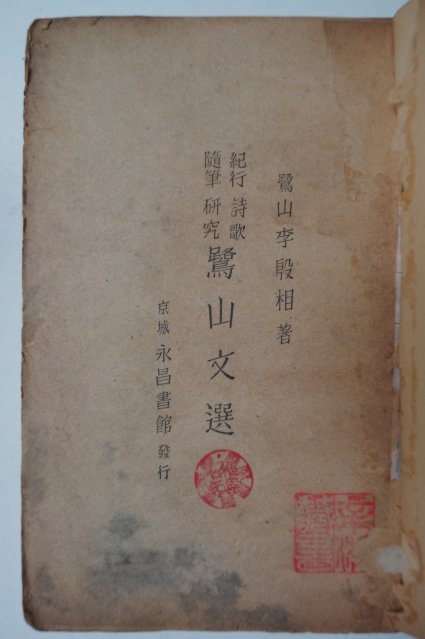 鷺山李殷相著
紀行 詩歌
隨筆 研究
鷺山文選
京城 永昌書館 發行